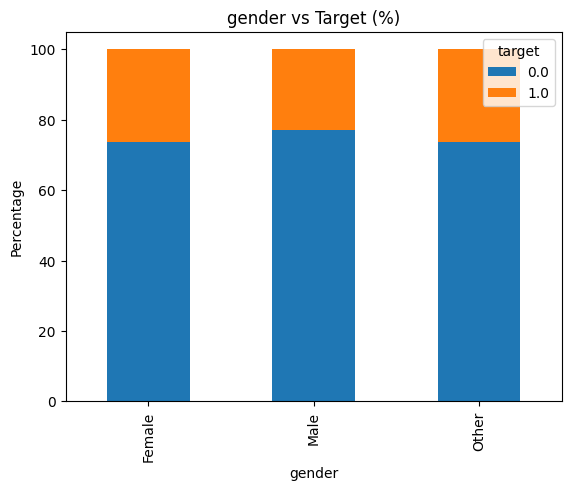 gender vs Target (%)
target
0.0
1.0
Percentage
100
80
60
40
20
0
Female
Male
Other
gender